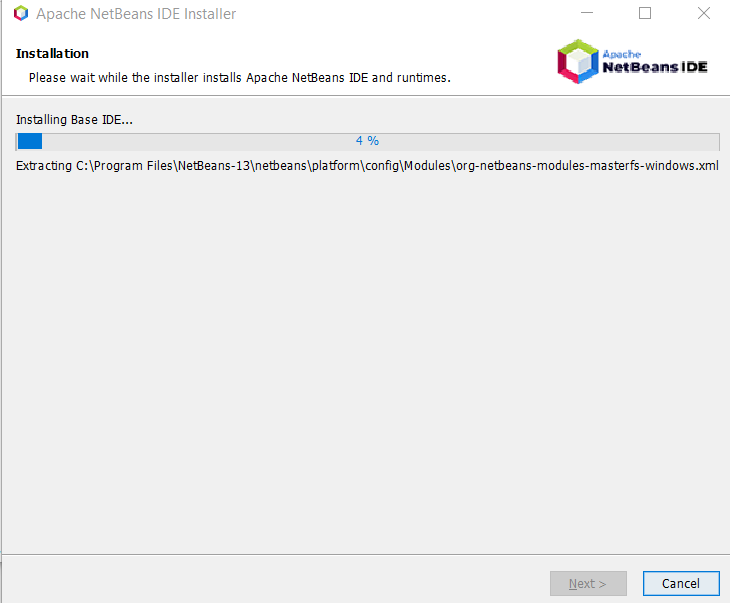 Apache NetBeans IDE Installer
Installation
Please wait while the installer installs Apache NetBeans IDE and runtimes.
Apache
NetBeans IDE
Installing Base IDE...
4 %
Extracting C:\Program Files\NetBeans-13\netbeans\platform\config\Modules\org-netbeans-modules-masterfs-windows.xml
Next >
Cancel